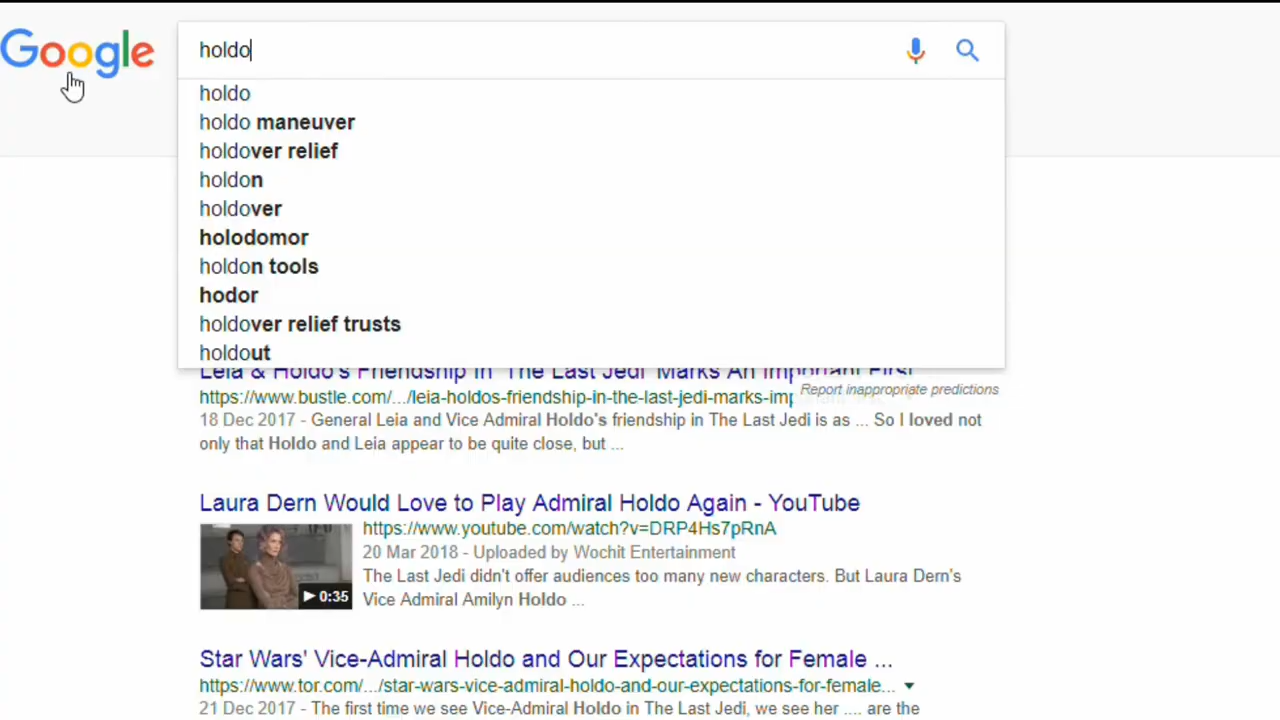 Google
holdo
holdo
holdo maneuver
holdover relief
holdon
holdover
holodomor
holdon tools
hodor
holdover relief trusts
holdout
Leia & Holdo's Friendship In 'The Last Jedi' Marks An Important First
https://www.bustle.com/.../leia-holdos-friendship-in-the-last-jedi-marks-imp
Report inappropriate predictions
18 Dec 2017 - General Leia and Vice Admiral Holdo's friendship in The Last Jedi is as ... So I loved not
only that Holdo and Leia appear to be quite close, but ...
Laura Dern Would Love to Play Admiral Holdo Again - YouTube
https://www.youtube.com/watch?v=DRP4Hs7pRnA
20 Mar 2018 - Uploaded by Wochit Entertainment
The Last Jedi didn't offer audiences too many new characters. But Laura Dern's
Vice Admiral Amilyn Holdo ...
0:35
Star Wars' Vice-Admiral Holdo and Our Expectations for Female ...
https://www.tor.com/.../star-wars-vice-admiral-holdo-and-our-expectations-for-female...
21 Dec 2017 - The first time we see Vice-Admiral Holdo in The Last Jedi, we see her .... are the